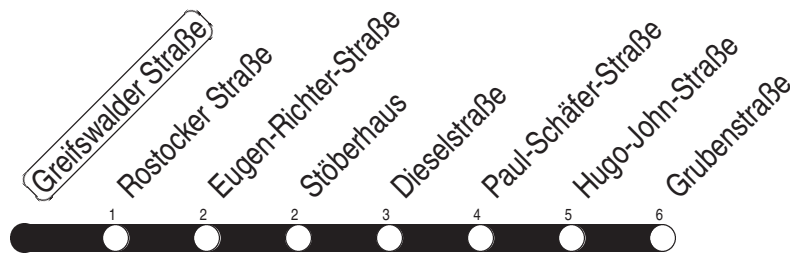 Greifswalder Straße
Rostocker Straße
Eugen-Richter-Straße
Stöberhaus
Dieselstraße
Paul-Schäfer-Straße
Hugo-John-Straße
Grubenstraße
1 2 2 3 4 5 6